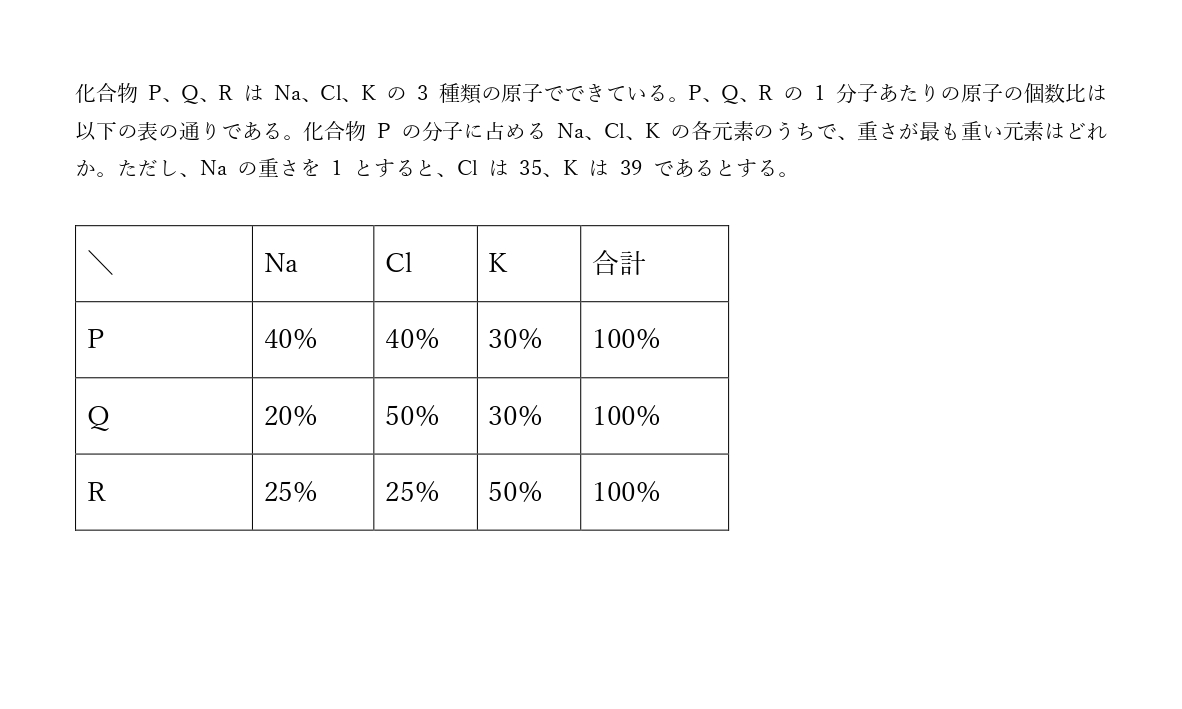 化合物 P、Q、R は Na、Cl、K の 3 種類の原子でできている。P、Q、R の 1 分子あたりの原子の個数比は
以下の表の通りである。化合物 P の分子に占める Na、Cl、K の各元素のうちで、重さが最も重い元素はどれ
か。ただし、Na の重さを 1 とすると、Cl は 35、K は 39 であるとする。
＼ Na Cl K 合計
P 40% 40% 30% 100%
Q 20% 50% 30% 100%
R 25% 25% 50% 100%